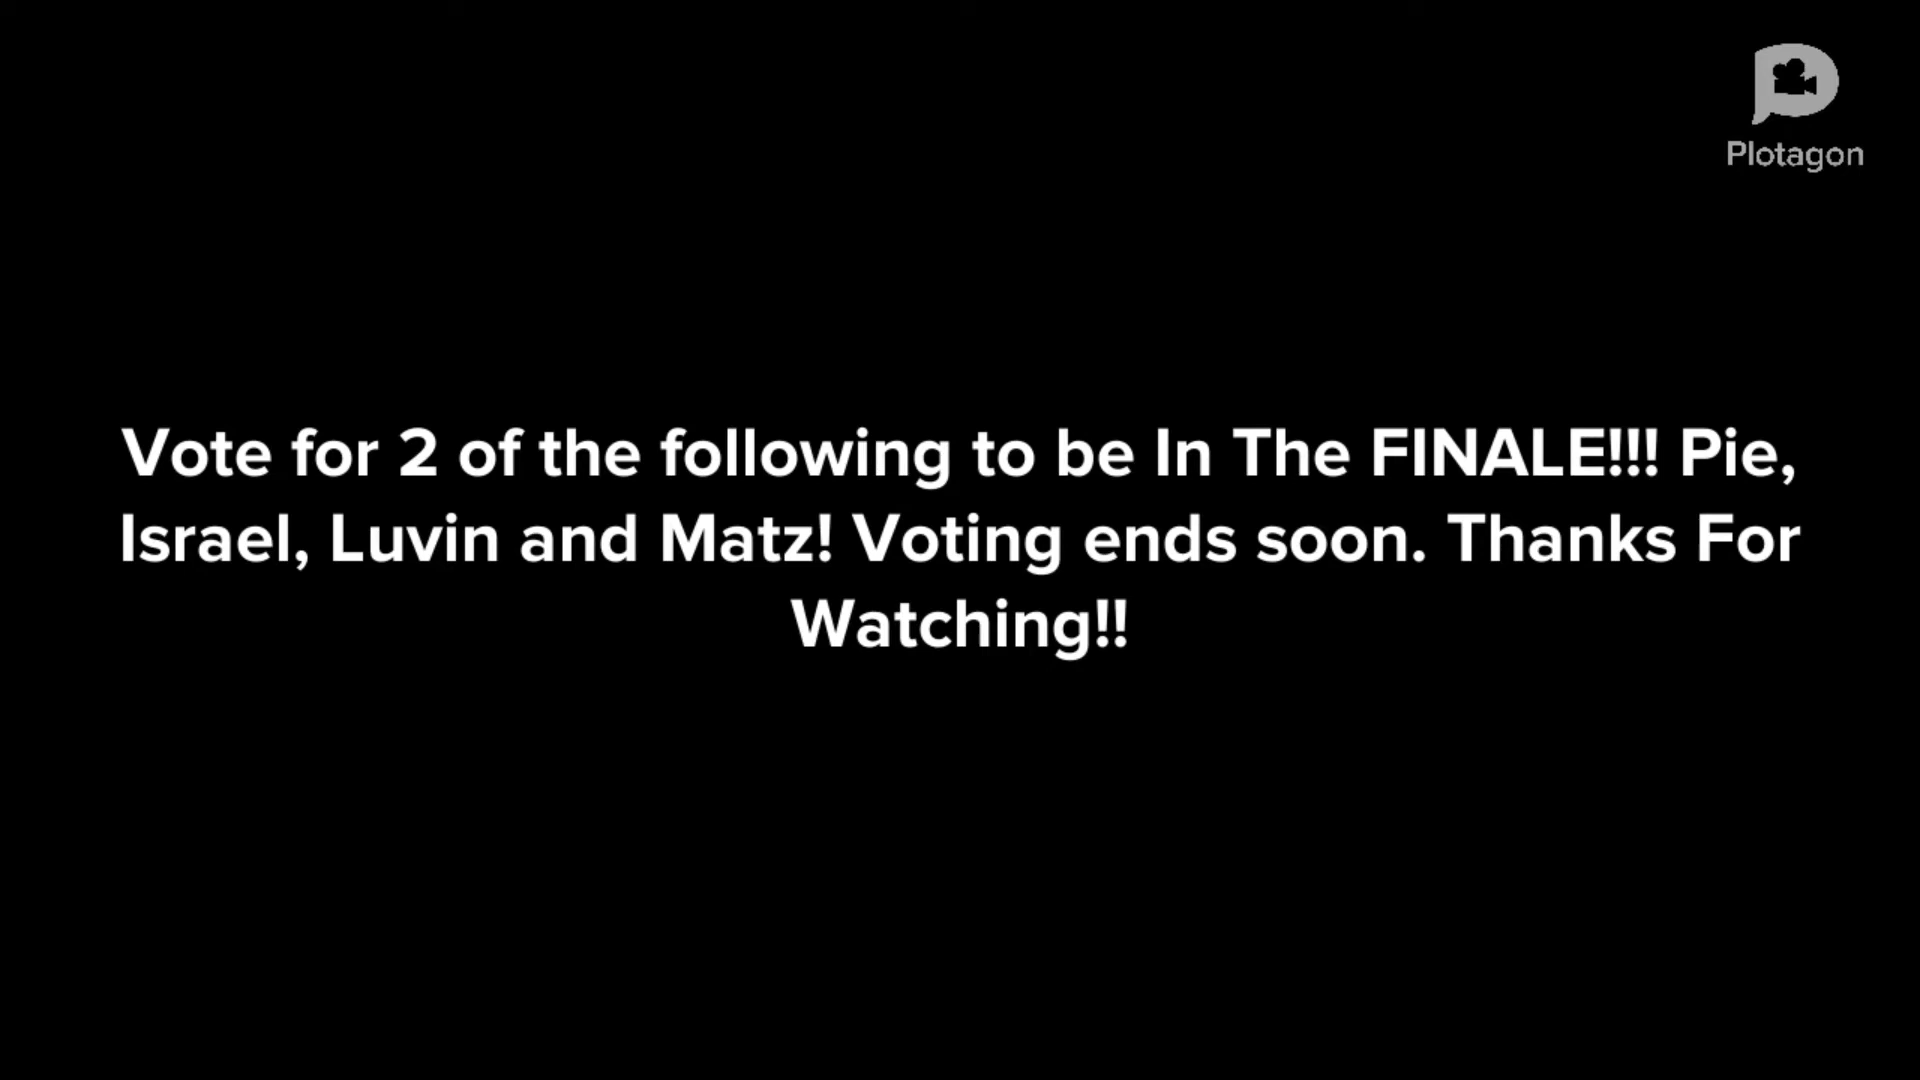 Plotagon
Vote for 2 of the following to be In The FINALE!!! Pie,
Israel, Luvin and Matz! Voting ends soon. Thanks For
Watching!!